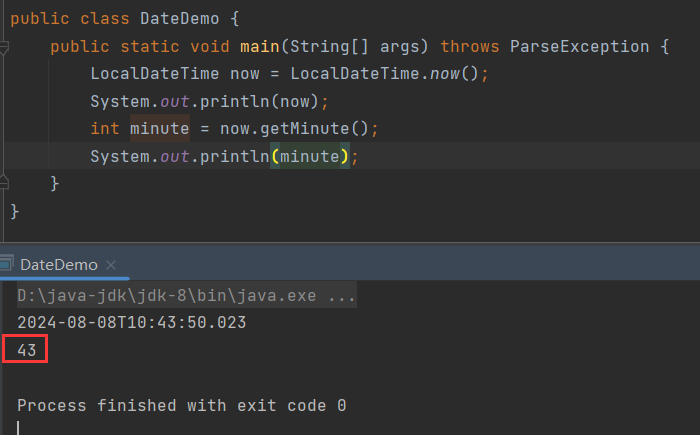 public class DateDemo {
public static void main(String[] args) throws ParseException {
LocalDateTime now = LocalDateTime.now();
System.out.println(now);
int minute = now.getMinute();
System.out.println(minute);
}
}
DateDemo ×
D:\java-jdk\jdk-8\bin\java.exe ...
2024-08-08T10:43:50.023
43
Process finished with exit code 0